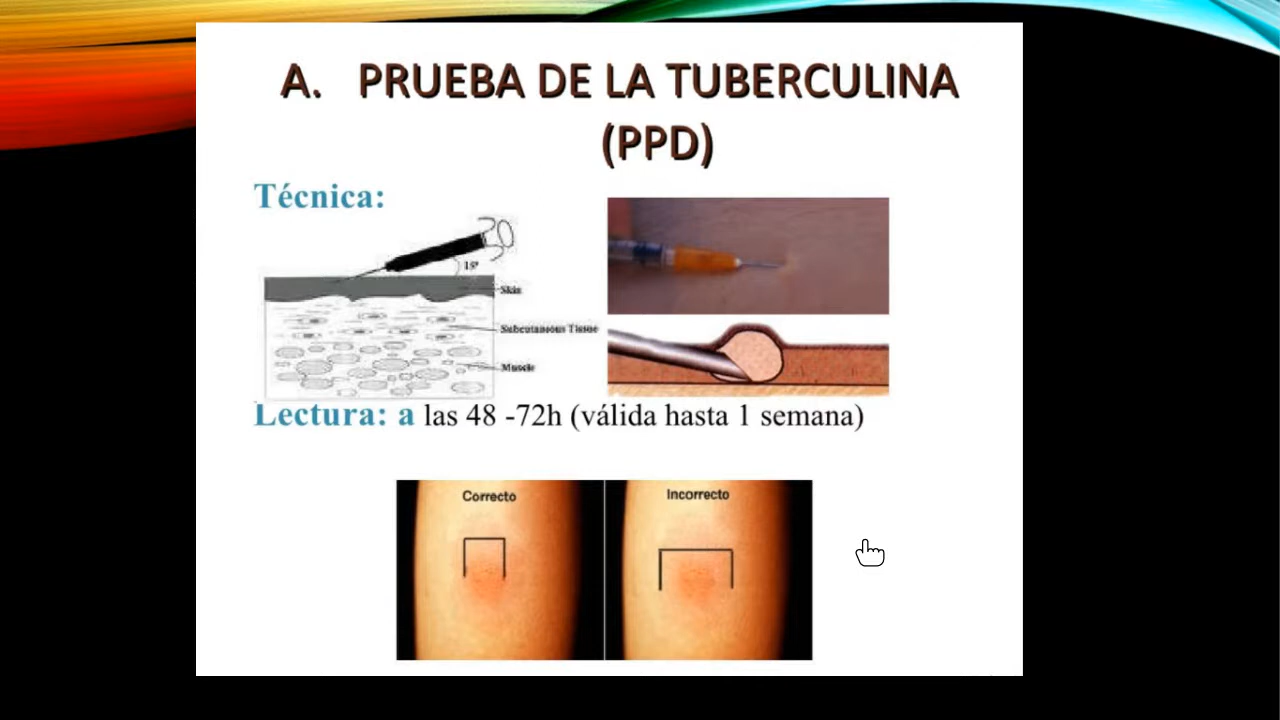 A. PRUEBA DE LA TUBERCULINA
(PPD)
Técnica:
15º
Skin
Subcutaneous Tissue
Muscle
Lectura: a las 48 -72h (válida hasta 1 semana)
Correcto
Incorrecto